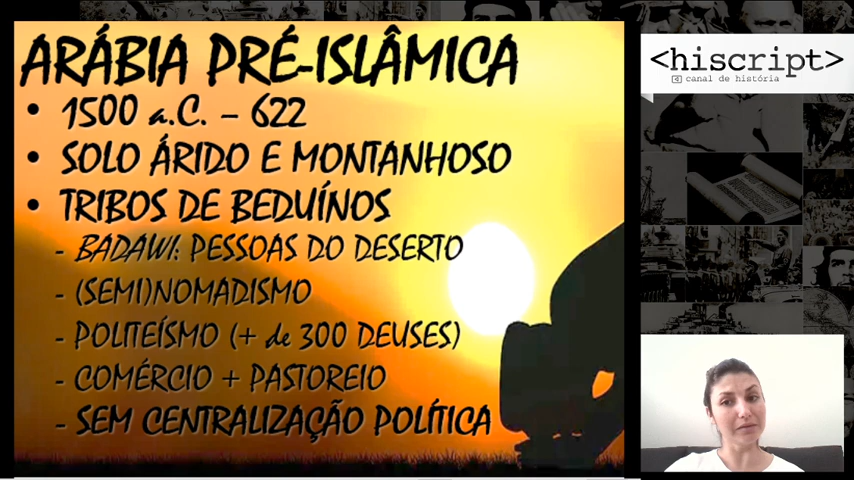 ARÁBIA PRÉ-ISLÂMICA
• 1500 a.C. – 622
• SOLO ÁRIDO E MONTANHOSO
• TRIBOS DE BEDUÍNOS
- BADAWI: PESSOAS DO DESERTO
- (SEMI)NOMADISMO
- POLITEÍSMO (+ de 300 DEUSES)
- COMÉRCIO + PASTOREIO
- SEM CENTRALIZAÇÃO POLÍTICA
<hiscript>
canal de história